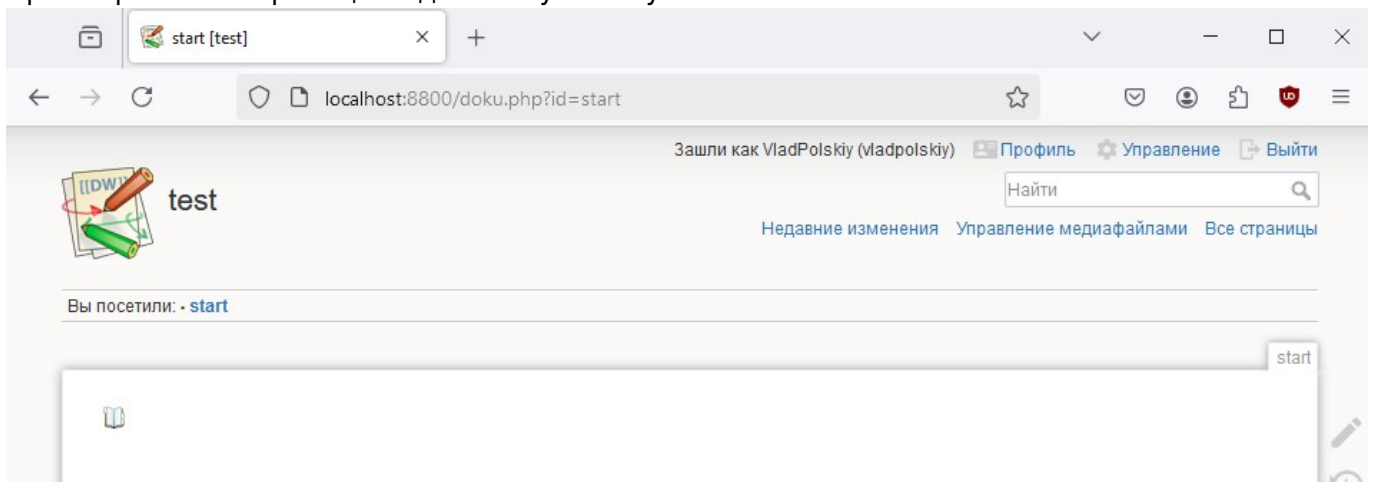 start [test]
localhost:8800/doku.php?id=start
Зашли как VladPolskiy (vladpolskiy) Профиль Управление Выйти
[[DW]]
test
Найти
Недавние изменения Управление медиафайлами Все страницы
Вы посетили: • start
start